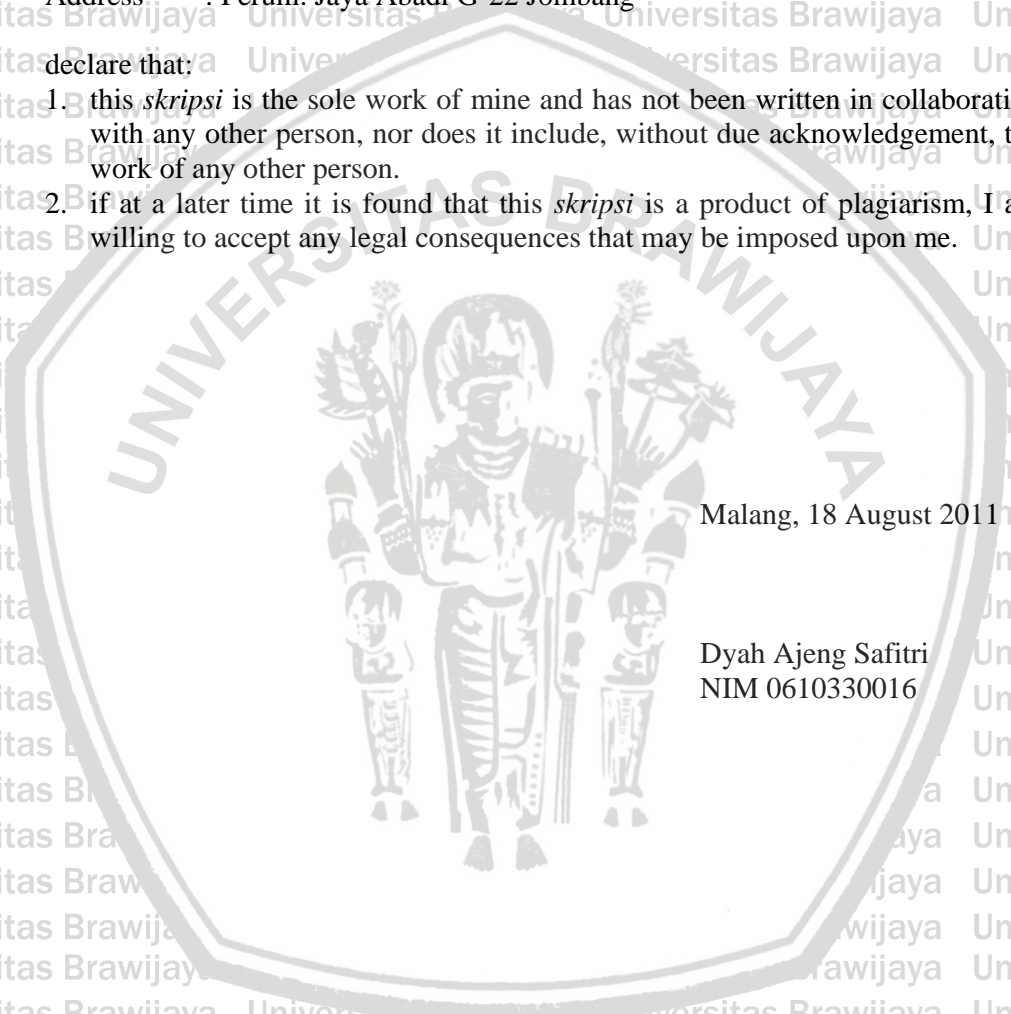 Address : Perum. Jaya Abadi G-22 Jombang
declare that:
1. this skripsi is the sole work of mine and has not been written in collaborati
with any other person, nor does it include, without due acknowledgement, t
work of any other person.
2. if at a later time it is found that this skripsi is a product of plagiarism, I a
willing to accept any legal consequences that may be imposed upon me.
UNIVERSITAS BRAWIJAYA
Malang, 18 August 2011
Dyah Ajeng Safitri
NIM 0610330016